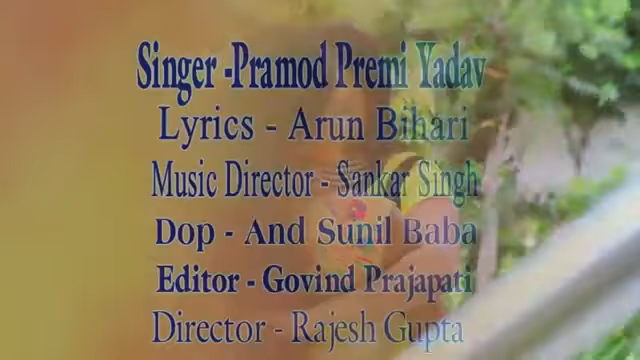 Singer -Pramod Premi Yadav
Lyrics - Arun Bihari
Music Director - Sankar Singh
Dop - And Sunil Baba
Editor - Govind Prajapati
Director - Rajesh Gupta